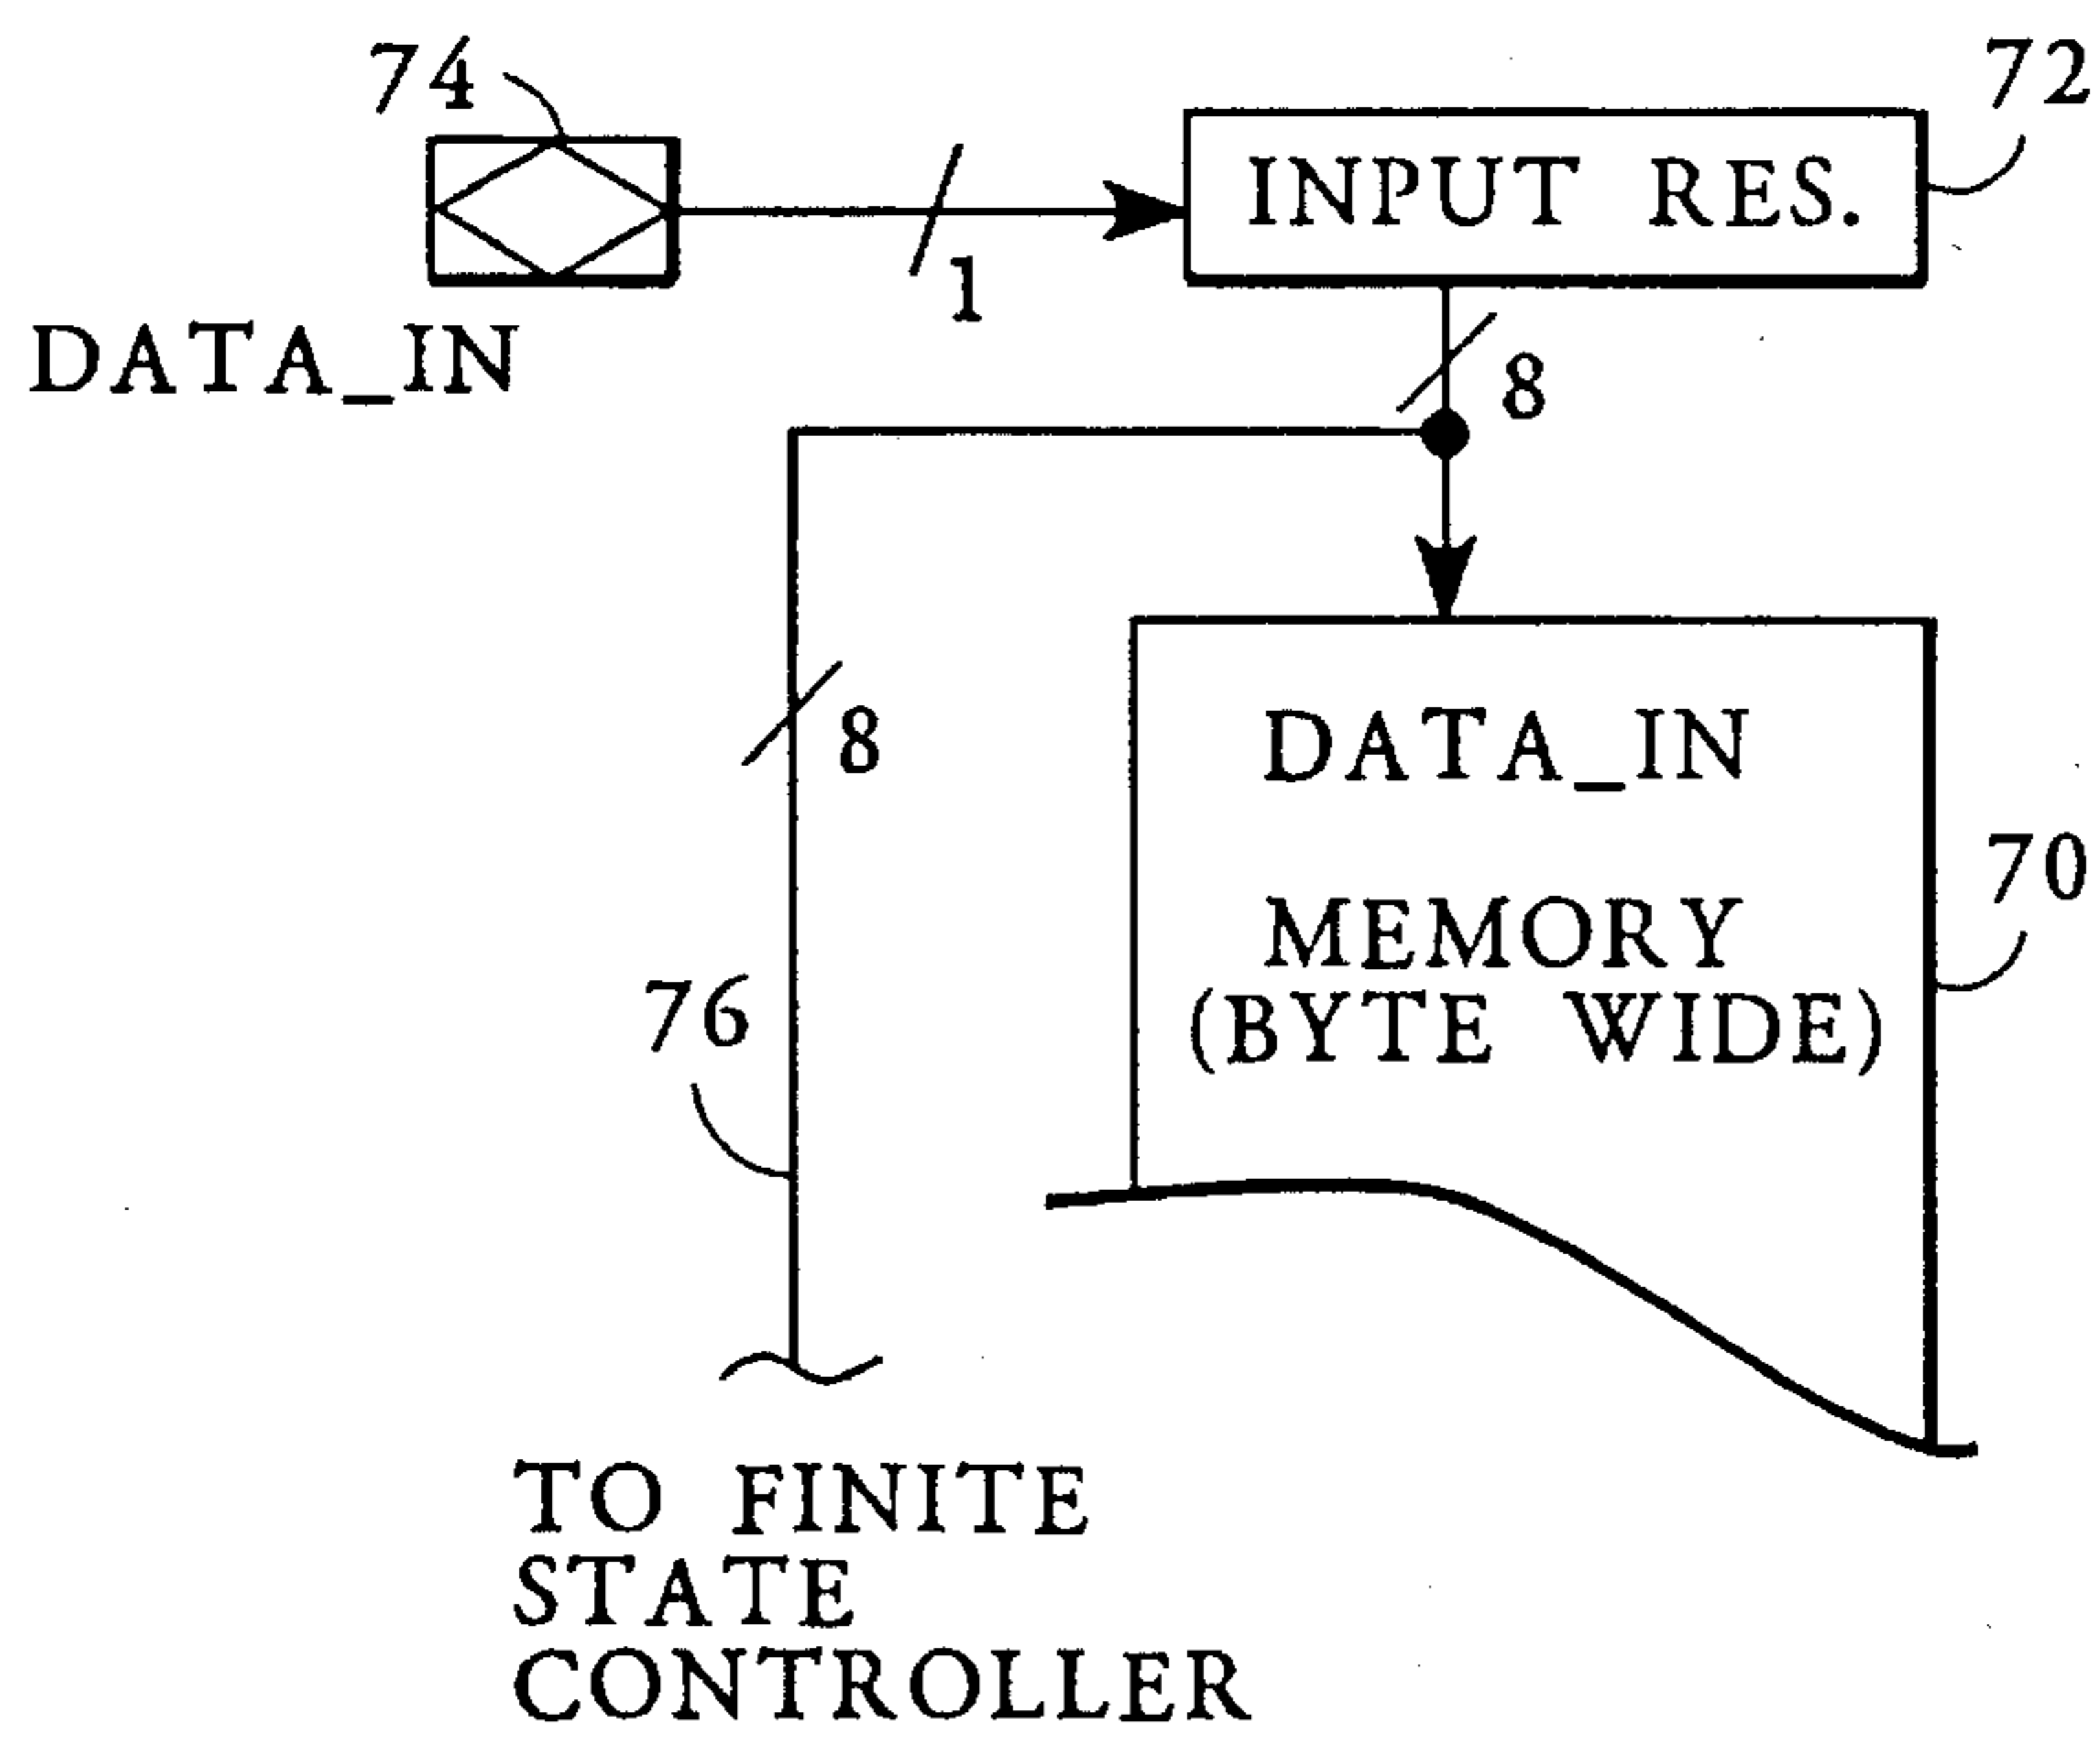 74
72
INPUT RES.
1
DATA_IN
8
DATA_IN
8
70
MEMORY
76
(BYTE WIDE)
TO FINITE
STATE
CONTROLLER